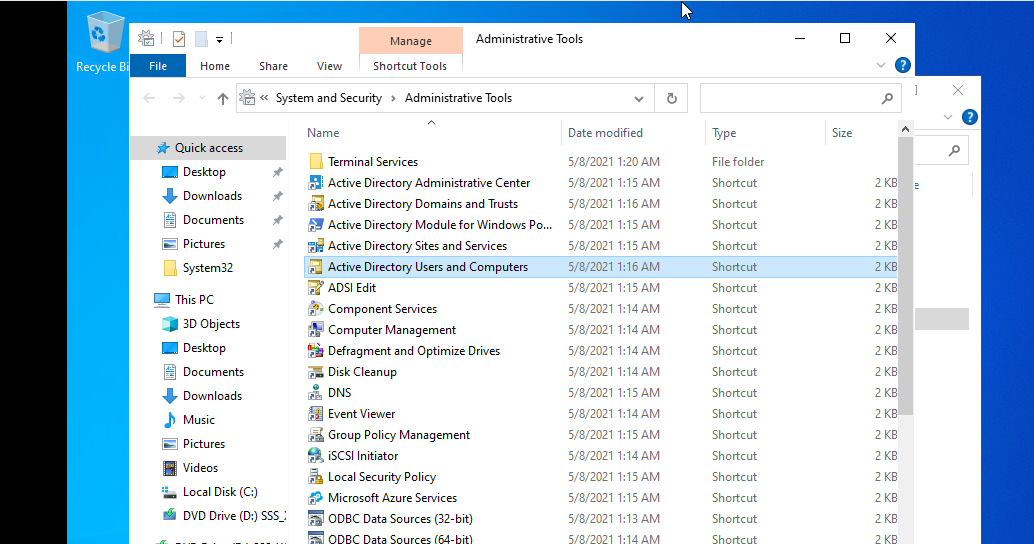 Recycle Bi
Manage
Administrative Tools
File
Home
Share
View
Shortcut Tools
?
?
« System and Security > Administrative Tools
Name
Date modified
Type
Size
Quick access
Desktop
Downloads
Documents
Pictures
System32
This PC
3D Objects
Desktop
Documents
Downloads
Music
Pictures
Videos
Local Disk (C:)
DVD Drive (D:) SSS_
Terminal Services 5/8/2021 1:20 AM File folder
Active Directory Administrative Center 5/8/2021 1:15 AM Shortcut 2 KB
Active Directory Domains and Trusts 5/8/2021 1:16 AM Shortcut 2 KB
Active Directory Module for Windows Po... 5/8/2021 1:15 AM Shortcut 2 KB
Active Directory Sites and Services 5/8/2021 1:15 AM Shortcut 2 KB
Active Directory Users and Computers 5/8/2021 1:16 AM Shortcut 2 KB
ADSI Edit 5/8/2021 1:15 AM Shortcut 2 KB
Component Services 5/8/2021 1:14 AM Shortcut 2 KB
Computer Management 5/8/2021 1:14 AM Shortcut 2 KB
Defragment and Optimize Drives 5/8/2021 1:14 AM Shortcut 2 KB
Disk Cleanup 5/8/2021 1:14 AM Shortcut 2 KB
DNS 5/8/2021 1:15 AM Shortcut 2 KB
Event Viewer 5/8/2021 1:14 AM Shortcut 2 KB
Group Policy Management 5/8/2021 1:15 AM Shortcut 2 KB
iSCSI Initiator 5/8/2021 1:14 AM Shortcut 2 KB
Local Security Policy 5/8/2021 1:15 AM Shortcut 2 KB
Microsoft Azure Services 5/8/2021 1:15 AM Shortcut 2 KB
ODBC Data Sources (32-bit) 5/8/2021 1:13 AM Shortcut 2 KB
ODBC Data Sources (64-bit) 5/8/2021 1:14 AM Shortcut 2 KB